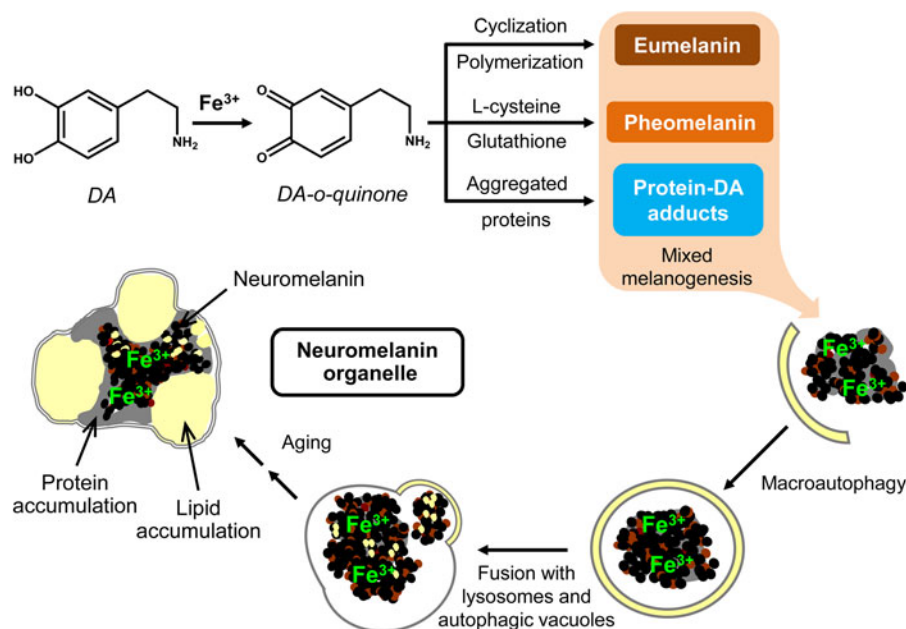 HO
HO
NH2
DA
Fe3+
O
O
NH2
DA-o-quinone
Cyclization
Polymerization
L-cysteine
Glutathione
Aggregated
proteins
Eumelanin
Pheomelanin
Protein-DA
adducts
Mixed
melanogenesis
Neuromelanin
Fe3+
Fe3+
Neuromelanin
organelle
Fe3+
Fe3+
Protein
accumulation
Lipid
accumulation
Aging
Macroautophagy
Fe3+
Fe3+
Fusion with
lysosomes and
autophagic vacuoles
Fe3+
Fe3+